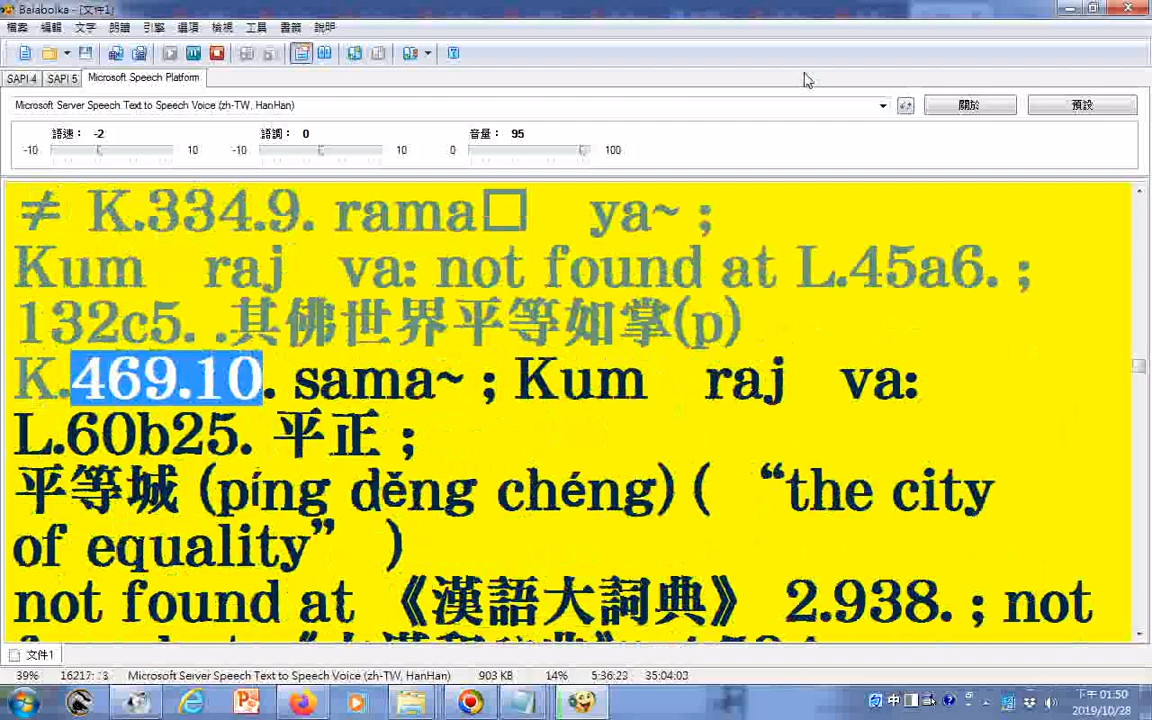 Balabolka - [文件1]
檔案 編輯 文字 朗讀 引擎 選項 檢視 工具 書籤 說明
SAPI 4 SAPI 5 Microsoft Speech Platform
Microsoft Server Speech Text to Speech Voice (zh-TW, HanHan) 關於 預設
語速： -2 語調： 0 音量： 95
-10 10 -10 10 0 100
≠ K.334.9. rama□ ya~ ;
Kum raj va: not found at L.45a6. ;
132c5. .其佛世界平等如掌(p)
K.469.10. sama~ ; Kum raj va:
L.60b25. 平正 ;
平等城 (píng děng chéng)( “the city
of equality” )
not found at 《漢語大詞典》 2.938. ; not
文件1
39% Microsoft Server Speech Text to Speech Voice (zh-TW, HanHan) 903 KB 14% 5:36:23 35:04:03
中 下午 01:50
2019/10/28